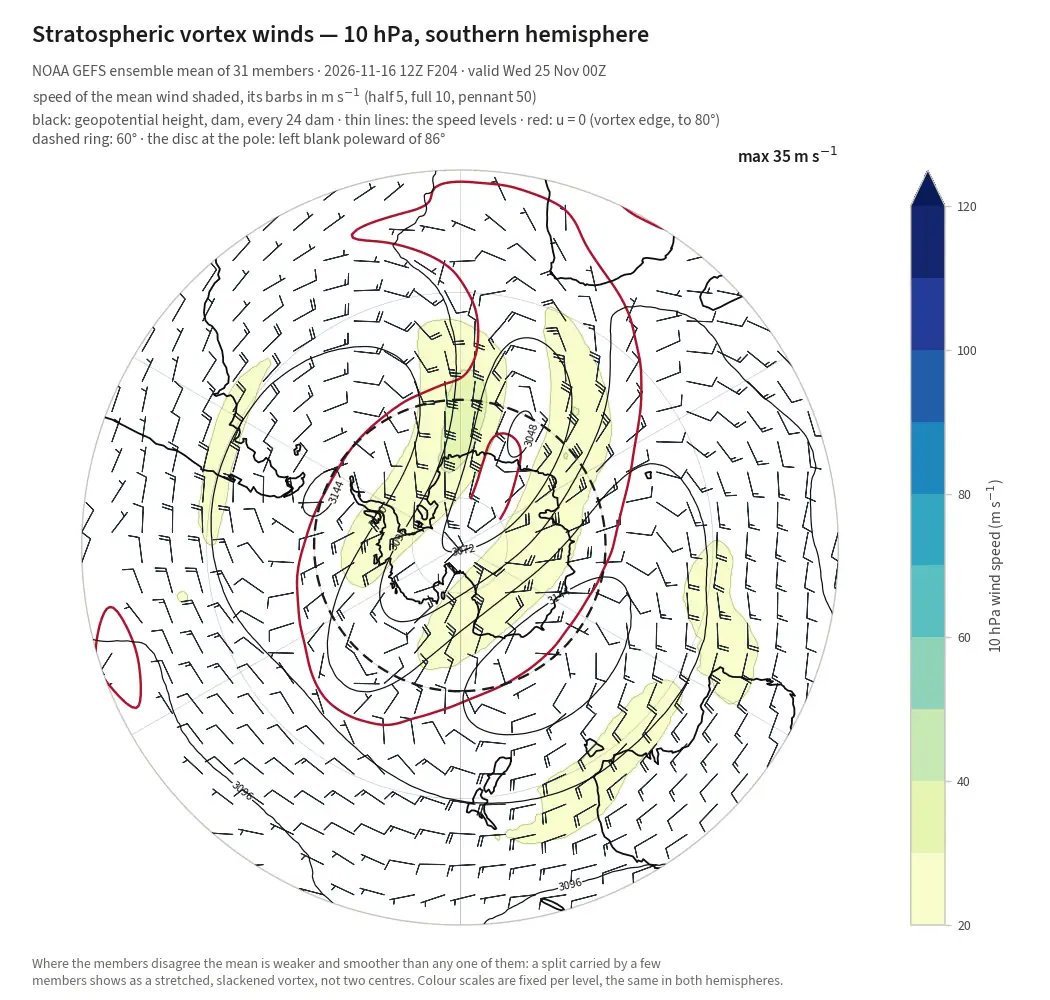 Stratospheric vortex winds — 10 hPa, southern hemisphere
NOAA GEFS ensemble mean of 31 members · 2026-11-16 12Z F204 · valid Wed 25 Nov 00Z
speed of the mean wind shaded, its barbs in m s−1 (half 5, full 10, pennant 50)
black: geopotential height, dam, every 24 dam · thin lines: the speed levels · red: u = 0 (vortex edge, to 80°)
dashed ring: 60° · the disc at the pole: left blank poleward of 86°
max 35 m s−1
120
100
80
60
40
20
10 hPa wind speed (m s−1)
3048
3144
3072
3096
3096
Where the members disagree the mean is weaker and smoother than any one of them: a split carried by a few
members shows as a stretched, slackened vortex, not two centres. Colour scales are fixed per level, the same in both hemispheres.